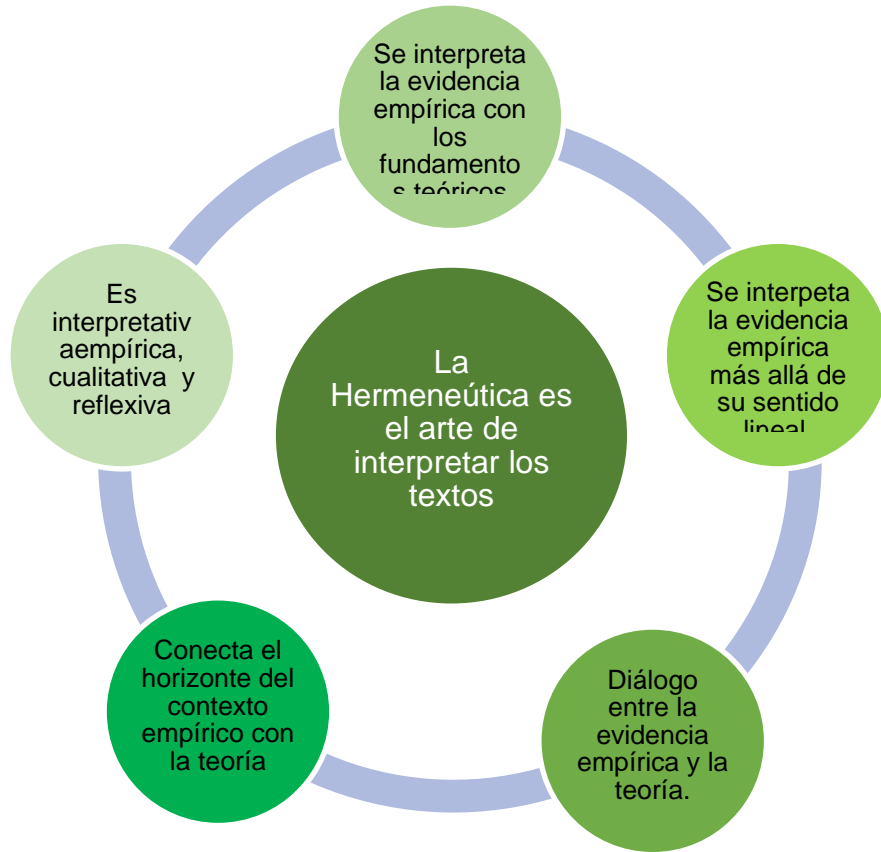 Se interpreta
la evidencia
empírica con
los
fundamento
s teóricos
Se interpeta
la evidencia
empírica
más allá de
su sentido
lineal
Diálogo
entre la
evidencia
empírica y la
teoría.
Conecta el
horizonte del
contexto
empírico con
la teoría
Es
interpretativ
aempírica,
cualitativa y
reflexiva
La
Hermeneútica es
el arte de
interpretar los
textos